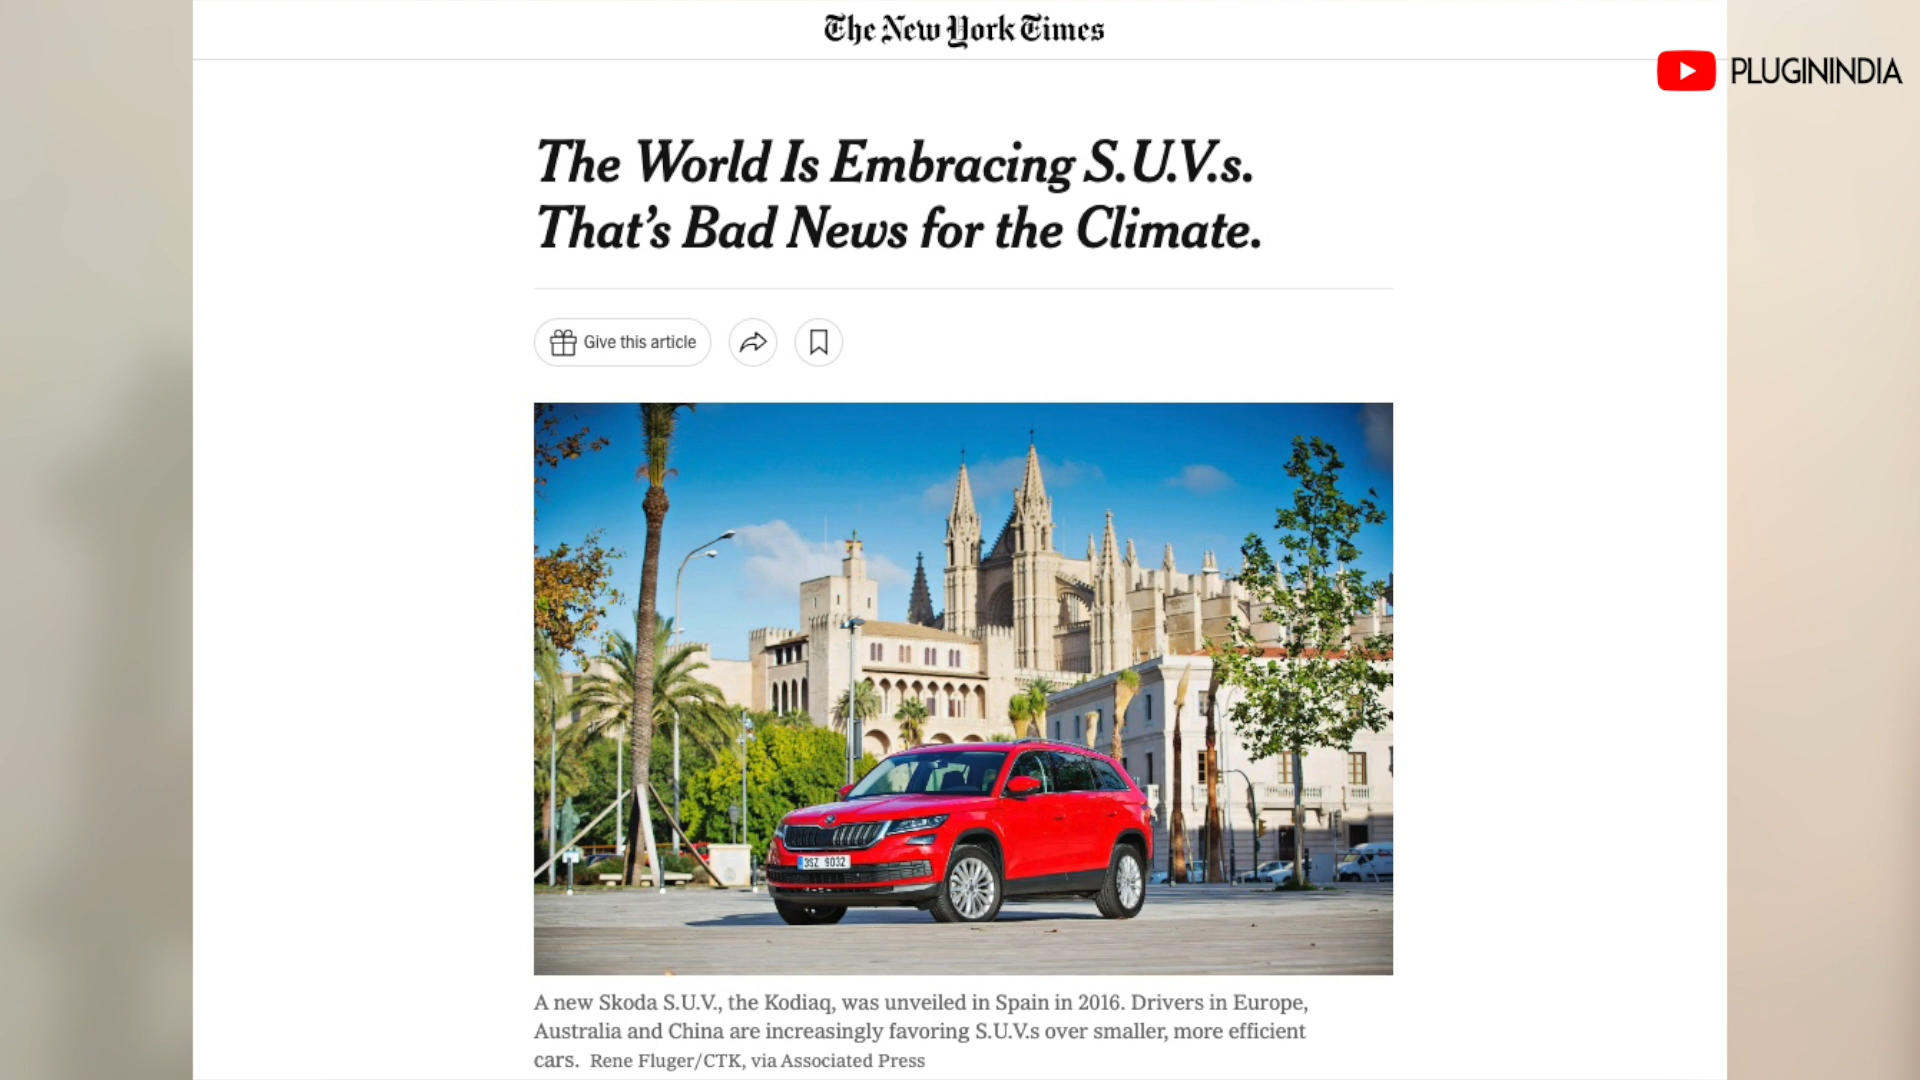 The New York Times
PLUGININDIA
The World Is Embracing S.U.V.s.
That's Bad News for the Climate.
Give this article
3SZ 9032
A new Skoda S.U.V., the Kodiaq, was unveiled in Spain in 2016. Drivers in Europe,
Australia and China are increasingly favoring S.U.V.s over smaller, more efficient
cars. Rene Fluger/CTK, via Associated Press